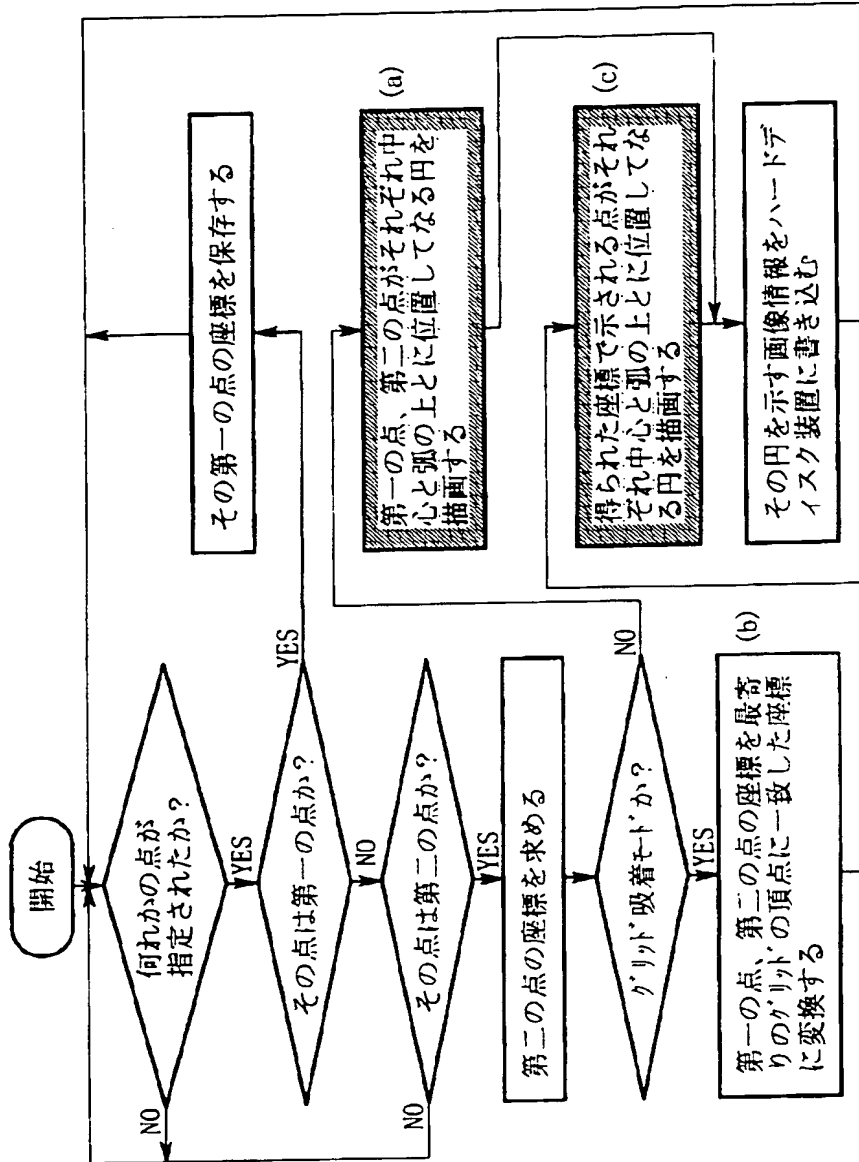 開始
何れかの点が
指定されたか?
NO
YES
その点は第一の点か?
YES
NO
その第一の点の座標を保存する
その点は第二の点か?
NO
YES
第二の点の座標を求める
グリッド吸着モードか?
NO
YES
第一の点、第二の点がそれぞれ中
心と弧の上とに位置してなる円を
描画する
(a)
第一の点、第二の点の座標を最寄
りのグリッドの頂点に一致した座標
に変換する
(b)
得られた座標で示される点がそれ
ぞれ中心と弧の上とに位置してな
る円を描画する
(c)
その円を示す画像情報をハードデ
ィスク装置に書き込む